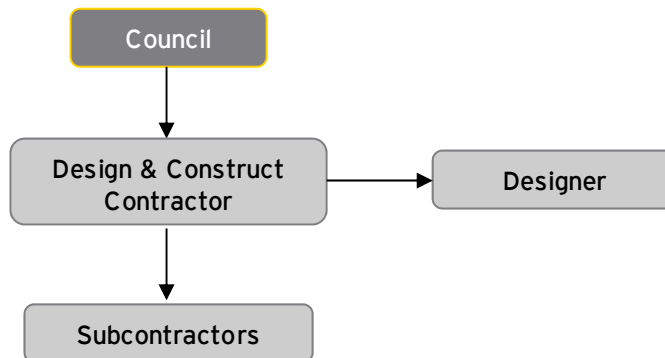 Council
Design & Construct
Contractor
Designer
Subcontractors